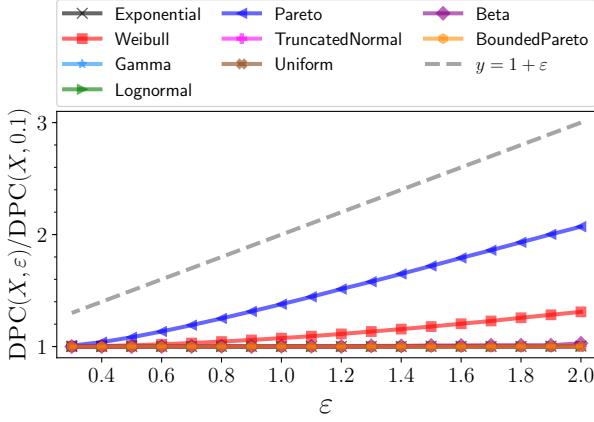 Exponential Pareto Beta
Weibull TruncatedNormal BoundedPareto
Gamma Uniform y = 1 + ε
Lognormal
DPC(X, ε)/DPC(X, 0.1)
3
2
1
0.4 0.6 0.8 1.0 1.2 1.4 1.6 1.8 2.0
ε